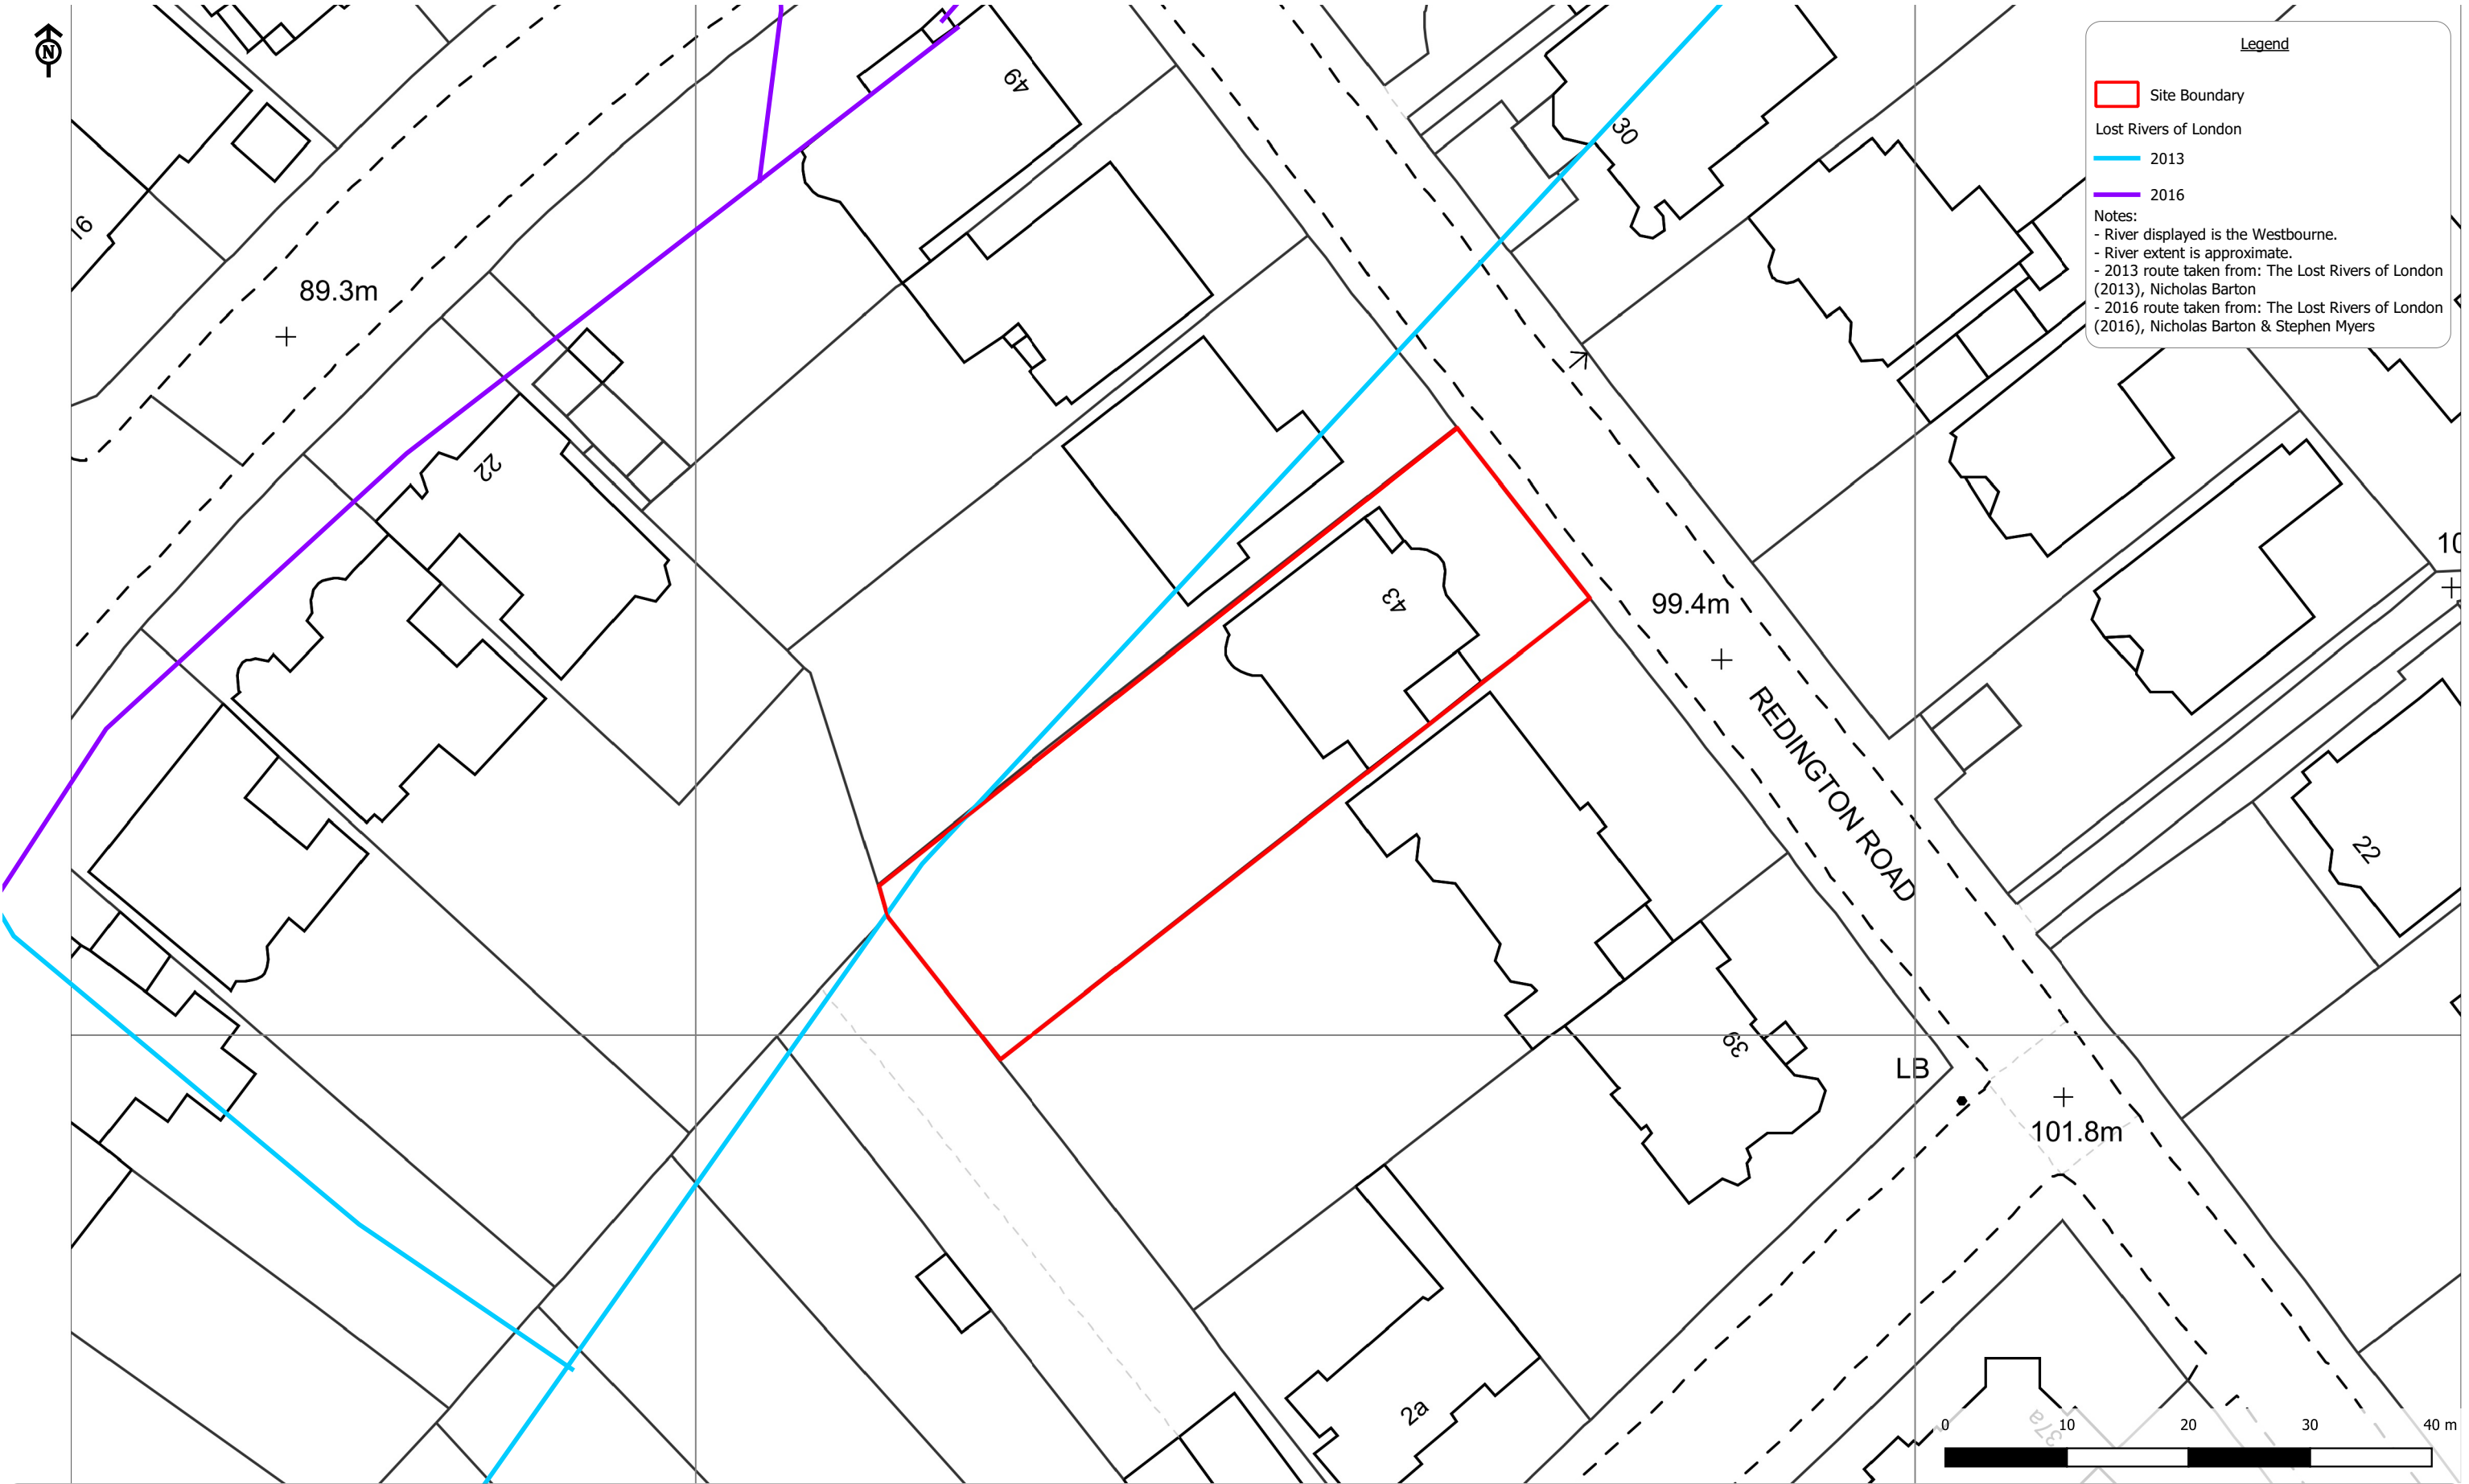 N
Legend
Site Boundary
Lost Rivers of London
2013
2016
Notes:
- River displayed is the Westbourne.
- River extent is approximate.
- 2013 route taken from: The Lost Rivers of London
(2013), Nicholas Barton
- 2016 route taken from: The Lost Rivers of London
(2016), Nicholas Barton & Stephen Myers
49
30
89.3m
22
43
99.4m
REDINGTON ROAD
22
39
LB
101.8m
2a
37a
0 10 20 30 40 m